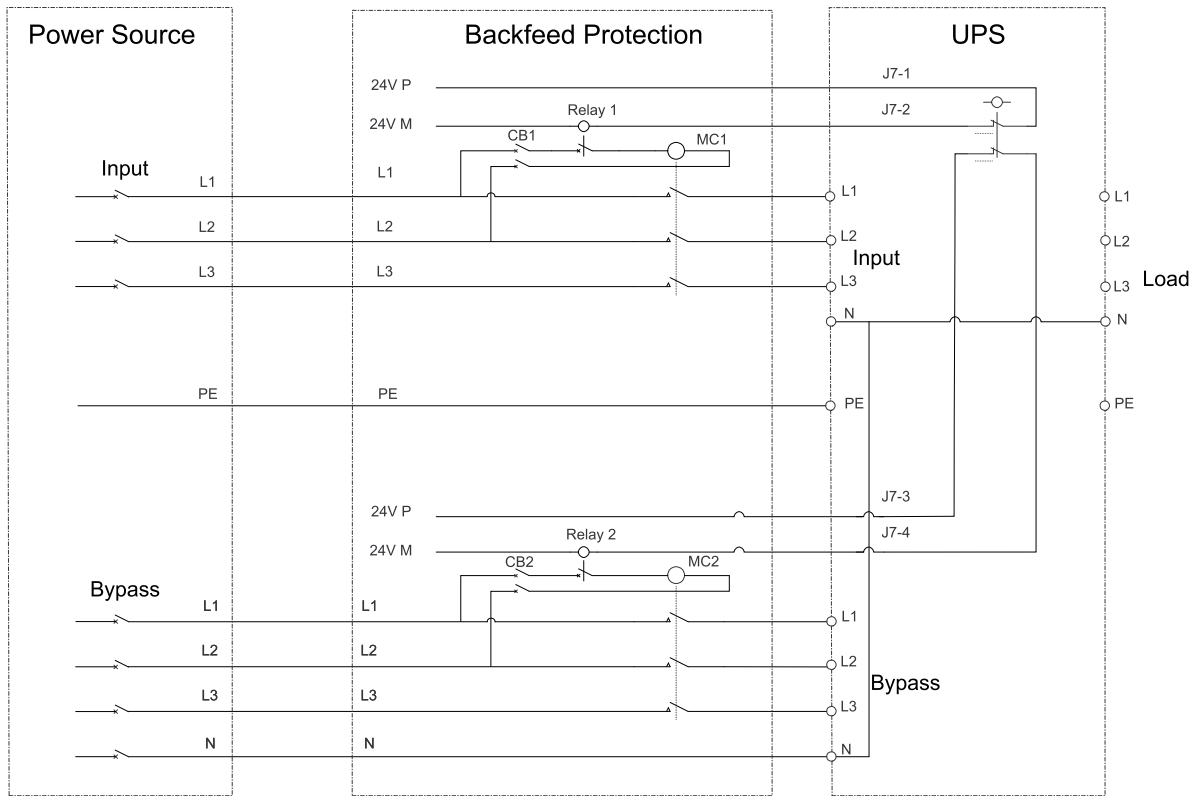 Power Source
Backfeed Protection
UPS
24V P
J7-1
24V M
Relay 1
J7-2
CB1
MC1
Input
L1
L1
L1
L1
L2
L2
L2
L2
Input
L3
L3
L3
L3
Load
N
N
PE
PE
PE
PE
24V P
J7-3
24V M
Relay 2
J7-4
CB2
MC2
Bypass
L1
L1
L1
L2
L2
L2
Bypass
L3
L3
L3
N
N
N